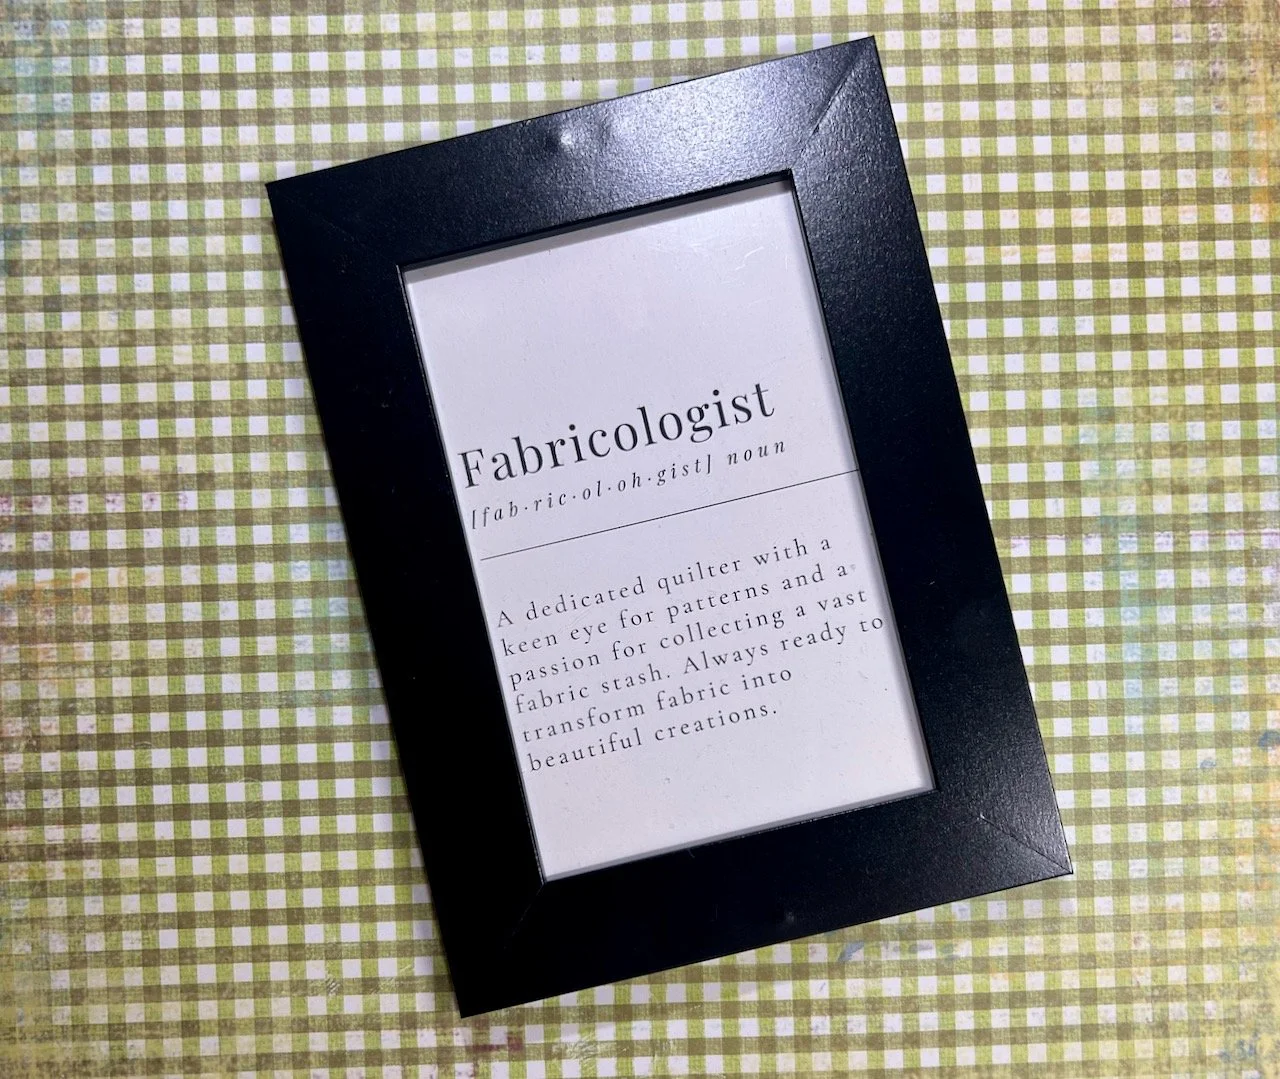 Fabricologist
[fab·ric·ol·oh·gist] noun
A dedicated quilter with a
keen eye for patterns and a
passion for collecting a vast
fabric stash. Always ready to
transform fabric into
beautiful creations.